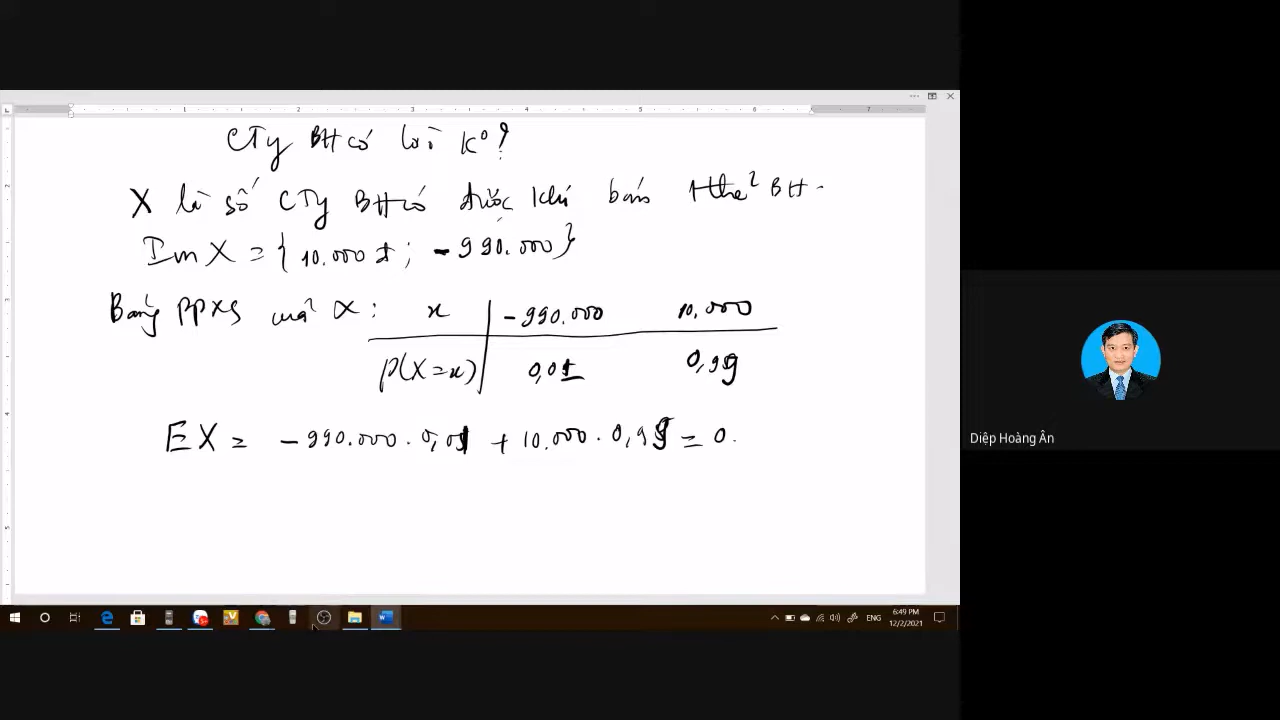 CTy BH có lời k⁰?
X là số CTy BH có được khi bán 1 thẻ BH.
Im X = {10.000 đ; -990.000}
Bảng PPXS của X:
x -990.000 10.000
P(X=x) 0,01 0,99
EX = -990.000 · 0,01 + 10.000 · 0,99 = 0.
Diệp Hoàng Ân
ENG
6:49 PM
12/2/2021